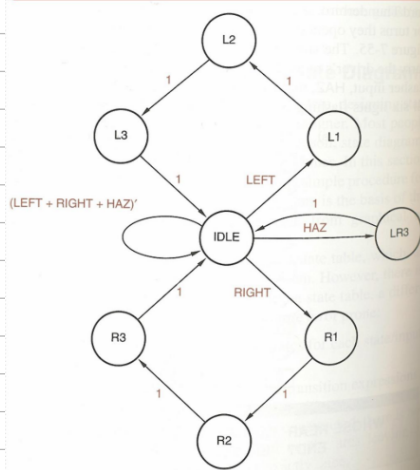 L2
1
1
L3
L1
1
LEFT
(LEFT + RIGHT + HAZ)'
1
IDLE
HAZ
LR3
1
RIGHT
R3
R1
1
1
R2